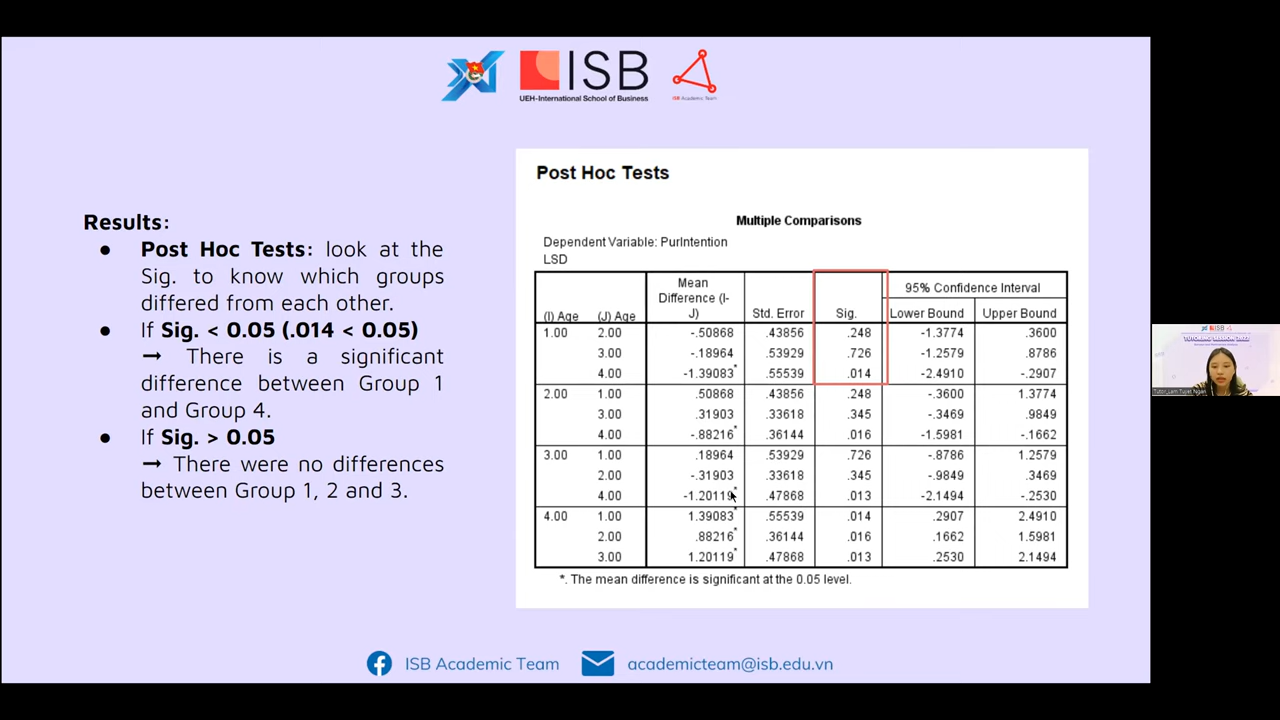 ISB
UEH-International School of Business
ISB Academic Team
Results:
● Post Hoc Tests: look at the
Sig. to know which groups
differed from each other.
● If Sig. < 0.05 (.014 < 0.05)
→ There is a significant
difference between Group 1
and Group 4.
● If Sig. > 0.05
→ There were no differences
between Group 1, 2 and 3.
Post Hoc Tests
Multiple Comparisons
Dependent Variable: PurIntention
LSD
(I) Age (J) Age Mean Difference (I-J) Std. Error Sig. 95% Confidence Interval Lower Bound Upper Bound
1.00 2.00 -.50868 .43856 .248 -1.3774 .3600
3.00 -.18964 .53929 .726 -1.2579 .8786
4.00 -1.39083* .55539 .014 -2.4910 -.2907
2.00 1.00 .50868 .43856 .248 -.3600 1.3774
3.00 .31903 .33618 .345 -.3469 .9849
4.00 -.88216* .36144 .016 -1.5981 -.1662
3.00 1.00 .18964 .53929 .726 -.8786 1.2579
2.00 -.31903 .33618 .345 -.9849 .3469
4.00 -1.20119* .47868 .013 -2.1494 -.2530
4.00 1.00 1.39083* .55539 .014 .2907 2.4910
2.00 .88216* .36144 .016 .1662 1.5981
3.00 1.20119* .47868 .013 .2530 2.1494
*. The mean difference is significant at the 0.05 level.
ISB Academic Team academicteam@isb.edu.vn
TUTORING SESSION 2023
Tutor_Lam Tuyet Ngan